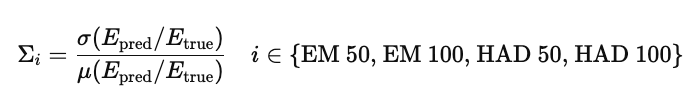 Σ_i = σ(E_pred/E_true) / μ(E_pred/E_true)    i ∈ {EM 50, EM 100, HAD 50, HAD 100}